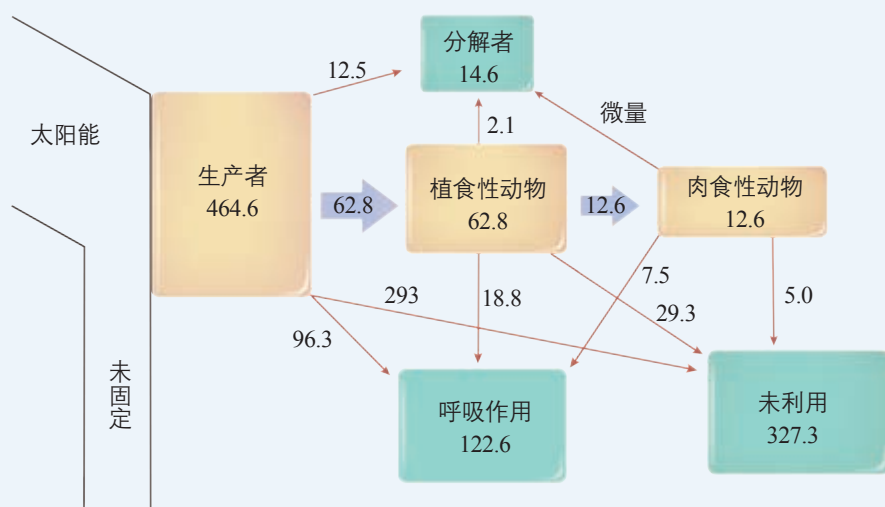 分解者
14.6
12.5
微量
2.1
太阳能
生产者
464.6
62.8
植食性动物
62.8
12.6
肉食性动物
12.6
293
18.8
7.5
5.0
29.3
96.3
未固定
呼吸作用
122.6
未利用
327.3